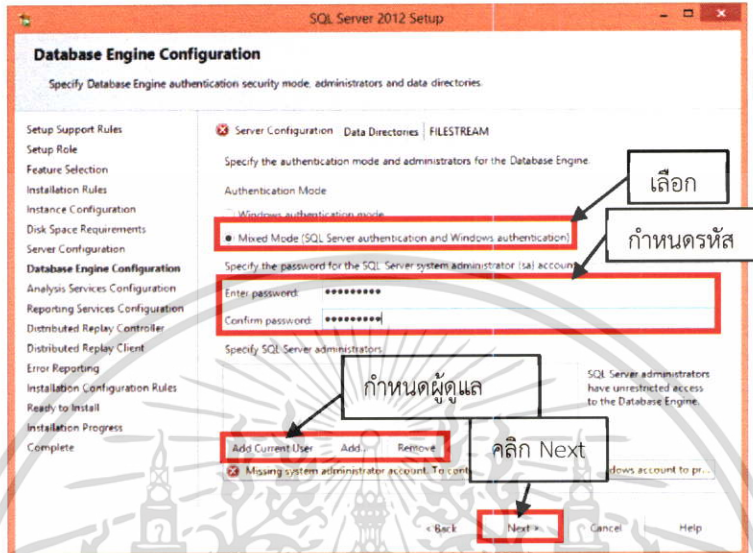 SQL Server 2012 Setup
Database Engine Configuration
Specify Database Engine authentication security mode, administrators and data directories.
Setup Support Rules
Setup Role
Feature Selection
Installation Rules
Instance Configuration
Disk Space Requirements
Server Configuration
Database Engine Configuration
Analysis Services Configuration
Reporting Services Configuration
Distributed Replay Controller
Distributed Replay Client
Error Reporting
Installation Configuration Rules
Ready to Install
Installation Progress
Complete
Server Configuration Data Directories FILESTREAM
Specify the authentication mode and administrators for the Database Engine.
Authentication Mode
Windows authentication mode
Mixed Mode (SQL Server authentication and Windows authentication)
Specify the password for the SQL Server system administrator (sa) account.
Enter password: •••••••••
Confirm password: •••••••••
Specify SQL Server administrators
SQL Server administrators
have unrestricted access
to the Database Engine.
Add Current User Add... Remove
Missing system administrator account. To
dows account to pr...
< Back Next > Cancel Help
เลือก
กำหนดรหัส
กำหนดผู้ดูแล
คลิก Next